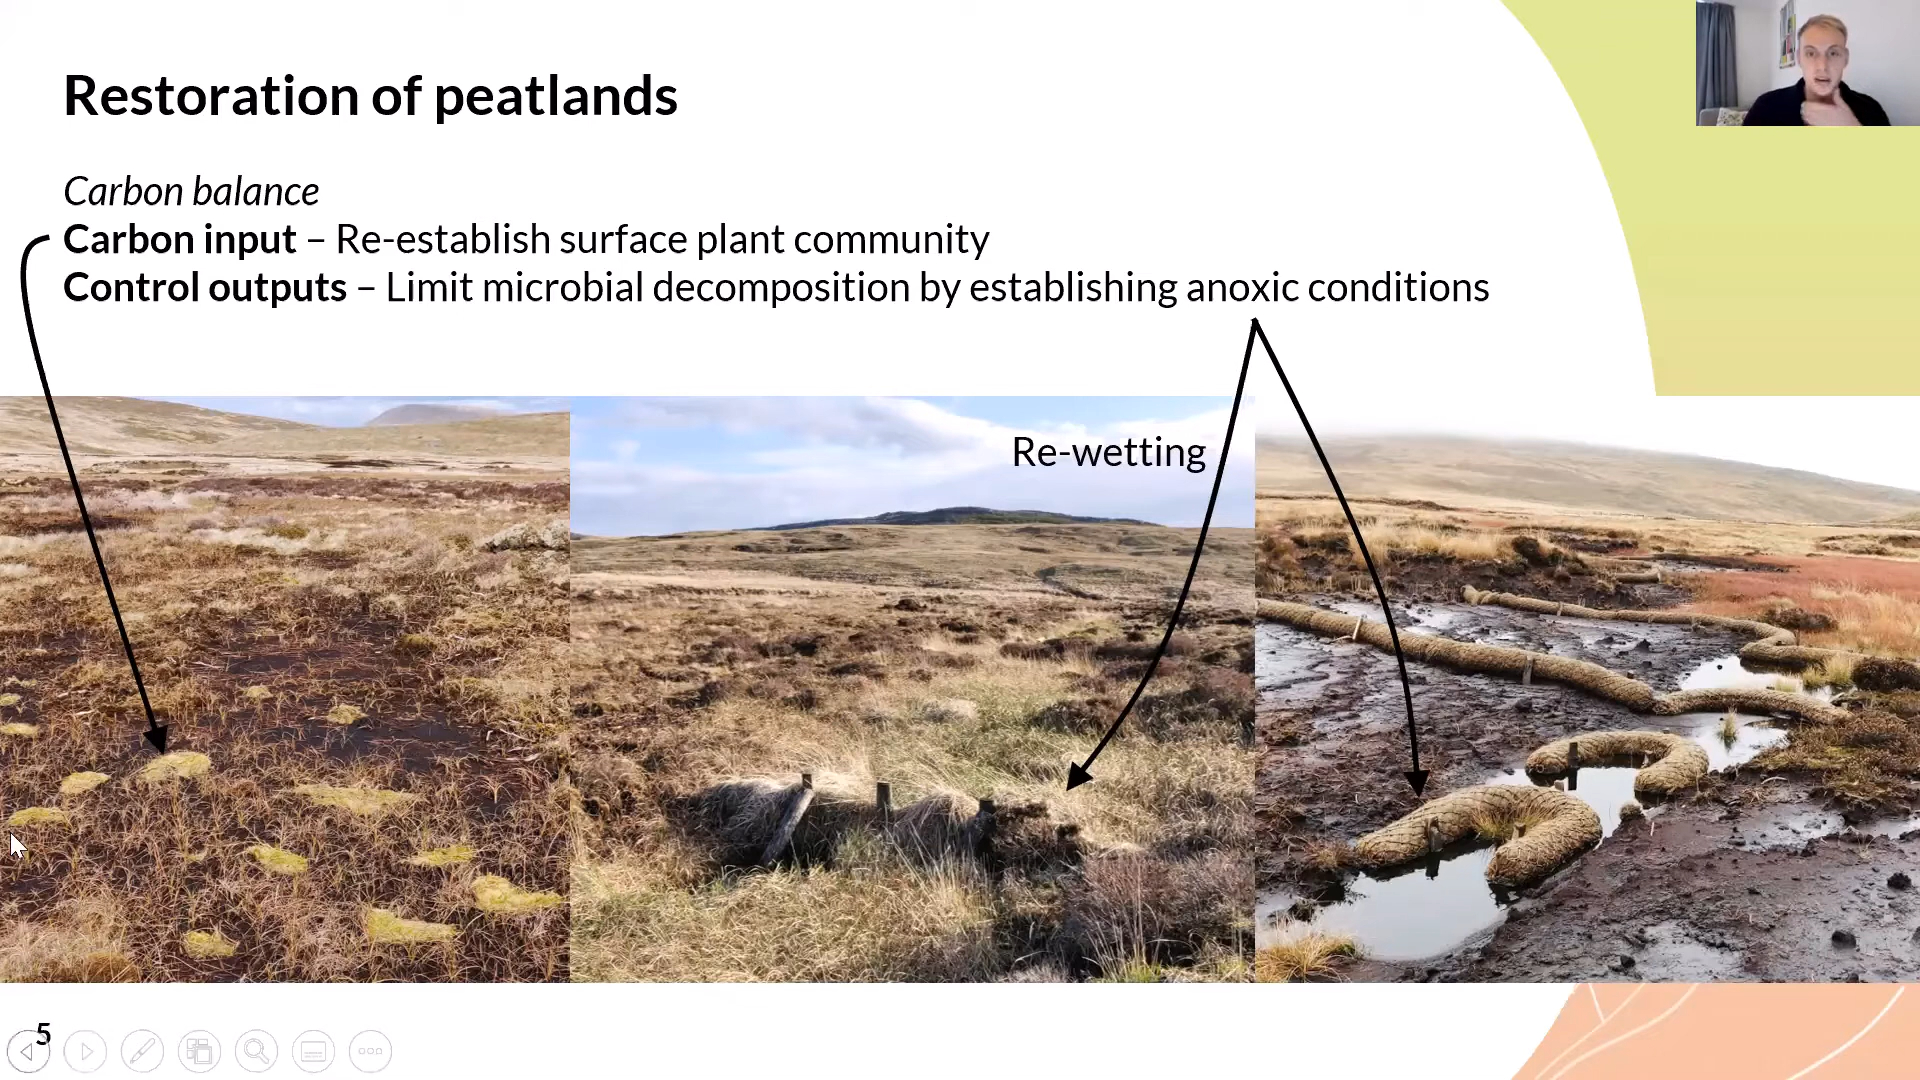 Restoration of peatlands
Carbon balance
Carbon input – Re-establish surface plant community
Control outputs – Limit microbial decomposition by establishing anoxic conditions
Re-wetting
5